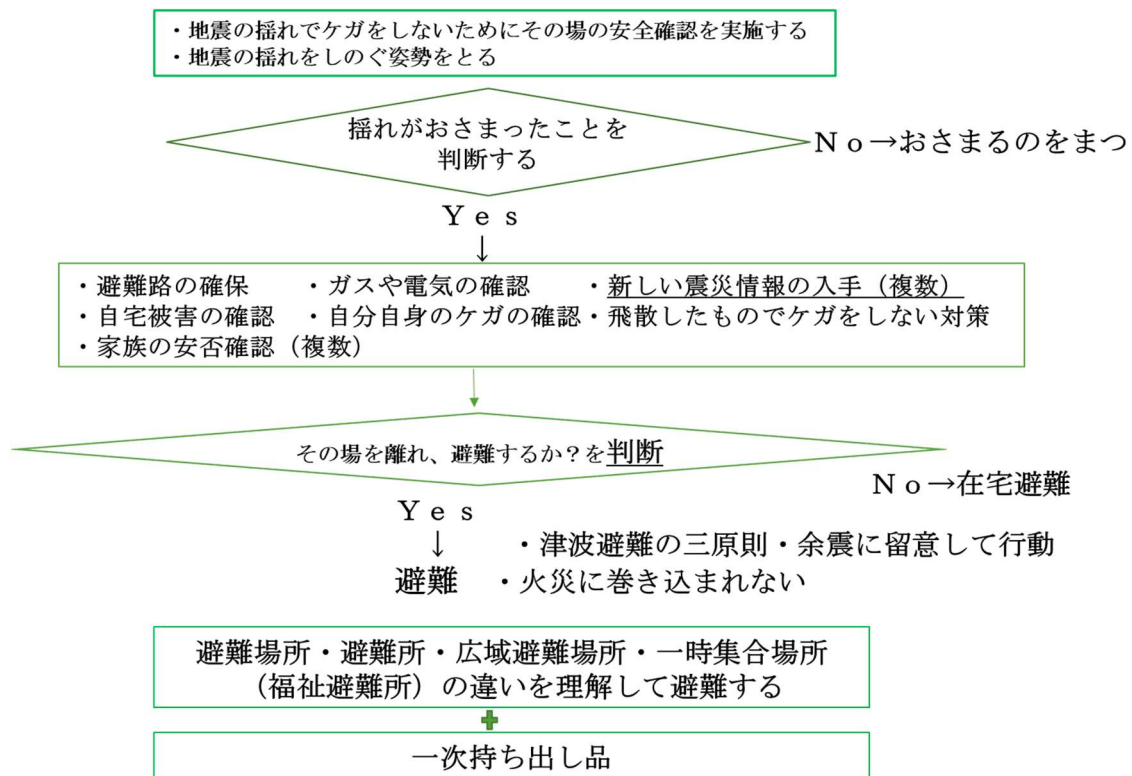 ・地震の揺れでケガをしないためにその場の安全確認を実施する
・地震の揺れをしのぐ姿勢をとる
揺れがおさまったことを
判断する
Ｎｏ→おさまるのをまつ
Ｙｅｓ
↓
・避難路の確保　・ガスや電気の確認　・新しい震災情報の入手（複数）
・自宅被害の確認　・自分自身のケガの確認・飛散したものでケガをしない対策
・家族の安否確認（複数）
その場を離れ、避難するか？を判断
Ｎｏ→在宅避難
Ｙｅｓ
↓　・津波避難の三原則・余震に留意して行動
避難　・火災に巻き込まれない
避難場所・避難所・広域避難場所・一時集合場所
（福祉避難所）の違いを理解して避難する
一次持ち出し品